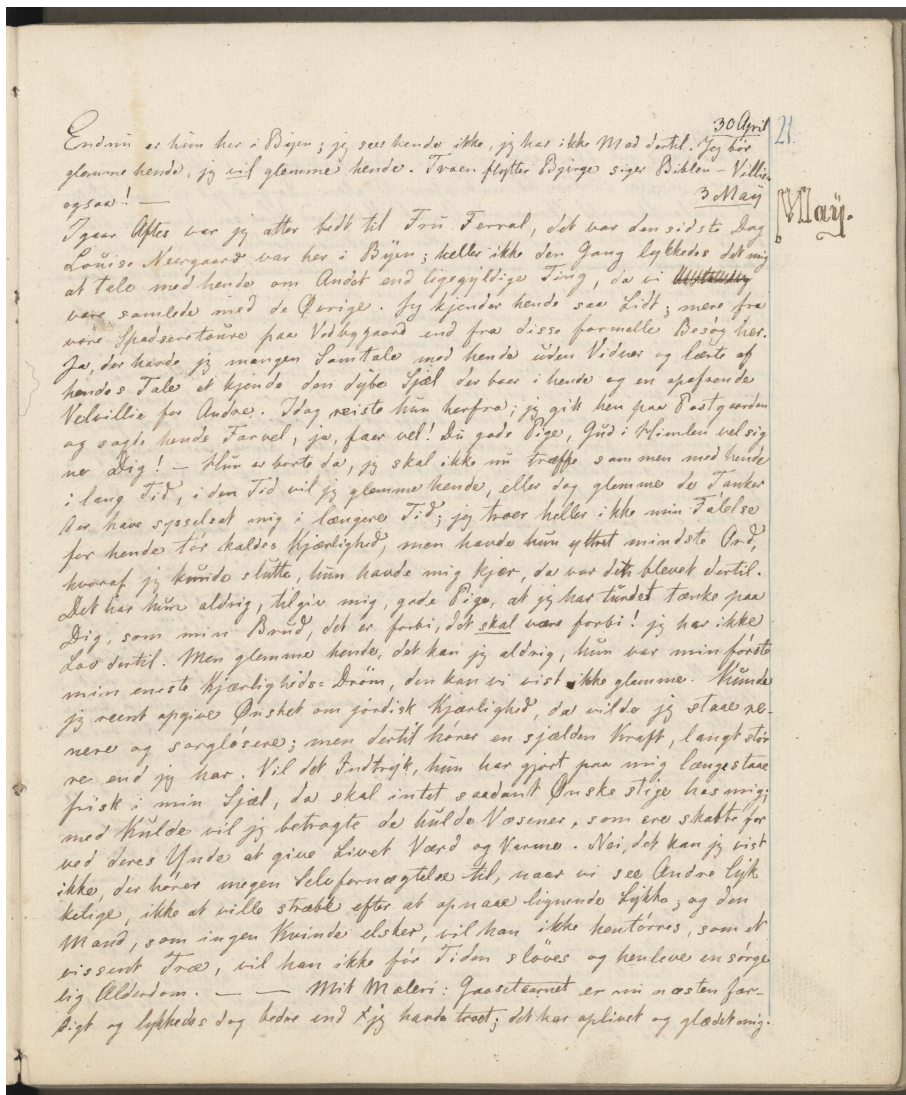 30 April
21.
Endnu er hun her i Byen; jeg seer hende ikke, jeg har ikke Mod dertil. Jeg bør
glemme hende, jeg vil glemme hende. Troen flytter Bjerge siger Biblen – Villien
ogsaa! —
3 Maÿ
Maÿ.
Igaar Aftes var jeg atter bedt til Fru Ferral, det var den sidste Dag
Louise Neergaard var her i Byen; heller ikke den Gang lykkedes det mig
at tale med hende om Andet end ligegyldige Ting, da vi
vare samlede med de Øvrige. Jeg kjender hende saa Lidt; mere fra
vore Spadseretoure paa Vedbygaard end fra disse formelle Besøg her.
Ja, der havde jeg mangen Samtale med hende uden Vidner og lærte af
hendes Tale at kjende den dybe Sjæl der boer i hende og en opofrende
Velvillie for Andre. Idag reiste hun herfra; jeg gik hen paa Postgaarden
og sagde hende Farvel, ja, faer vel! Du gode Pige, Gud i Himlen velsig
ner Dig! – Hun er borte da, jeg skal ikke nu træffe sammen med hende
i lang Tid, i den Tid vil jeg glemme hende, eller dog glemme de Tanker
der have sysselsat mig i længere Tid; jeg troer heller ikke min Følelse
for hende tør kaldes Kjærlighed, men havde hun yttret mindste Ord,
hvoraf jeg kunde slutte, hun havde mig kjær, da var det blevet dertil.
Det har hun aldrig, tilgiv mig, gode Pige, at jeg har turdet tænke paa
Dig, som min Brud, det er forbi, det skal være forbi! jeg har ikke
Lov dertil. Men glemme hende, det kan jeg aldrig, hun var min første
min eneste Kjærligheds= Drøm, den kan vi vist ikke glemme. Kunde
jeg reent opgive Ønsket om jordisk Kjærlighed, da vilde jeg staae re-
nere og sorgløsere; men dertil hører en sjælden Kraft, langt stør
re end jeg har. Vil det Indtryk, hun har gjort paa mig længe staae
frisk i min Sjæl, da skal intet saadant Ønske stige hos mig;
med Kulde vil jeg betragte de hulde Væsener, som ere skabte for
ved deres Ynde at give Livet Værd og Varme. Nei, det kan jeg vist
ikke, der hører megen Selvfornægtelse til, naar vi see Andre lyk
kelige, ikke at ville stræbe efter at opnaae lignende Lykke; og den
Mand, som ingen Kvinde elsker, vil han ikke hentørres, som et
vissent Træ, vil han ikke før Tiden sløves og henleve en sørge
lig Alderdom. — — Mit Maleri: Gaasetaarnet er nu næsten fær-
digt og lykkedes dog bedre end jeg havde troet; det har oplivet og glædet mig.